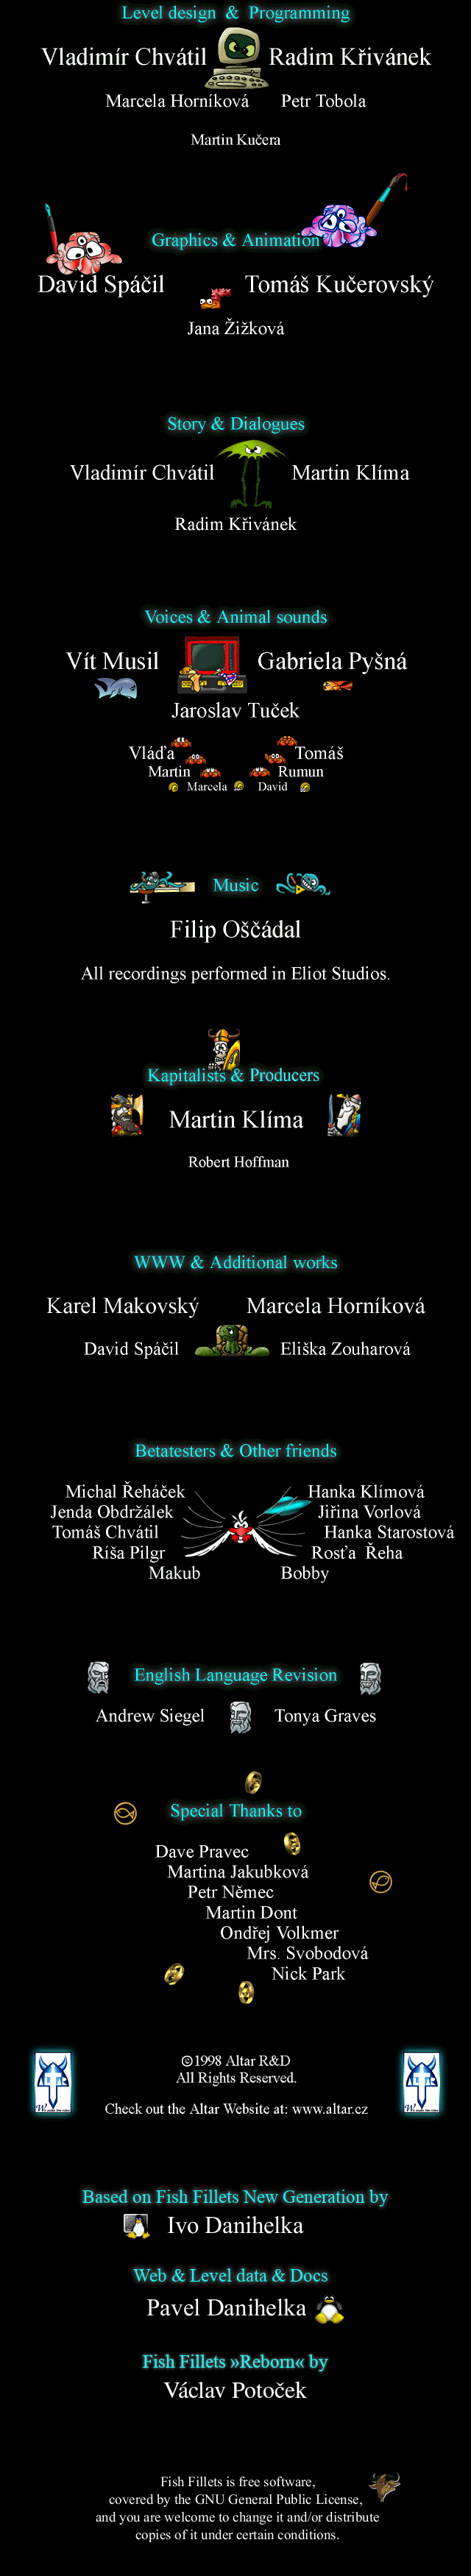 Level design & Programming
Vladimír Chvátil Radim Křivánek
Marcela Horníková Petr Tobola
Martin Kučera
Graphics & Animation
David Spáčil Tomáš Kučerovský
Jana Žižková
Story & Dialogues
Vladimír Chvátil Martin Klíma
Radim Křivánek
Voices & Animal sounds
Vít Musil Gabriela Pyšná
Jaroslav Tuček
Vláďa Tomáš
Martin Rumun
Marcela David
Music
Filip Oščádal
All recordings performed in Eliot Studios.
Kapitalists & Producers
Martin Klíma
Robert Hoffman
WWW & Additional works
Karel Makovský Marcela Horníková
David Spáčil Eliška Zouharová
Betatesters & Other friends
Michal Řeháček Hanka Klímová
Jenda Obdržálek Jiřina Vorlová
Tomáš Chvátil Hanka Starostová
Ríša Pilgr Rosťa Řeha
Makub Bobby
English Language Revision
Andrew Siegel Tonya Graves
Special Thanks to
Dave Pravec
Martina Jakubková
Petr Němec
Martin Dont
Ondřej Volkmer
Mrs. Svobodová
Nick Park
©1998 Altar R&D
All Rights Reserved.
Check out the Altar Website at: www.altar.cz
Based on Fish Fillets New Generation by
Ivo Danihelka
Web & Level data & Docs
Pavel Danihelka
Fish Fillets »Reborn« by
Václav Potoček
Fish Fillets is free software,
covered by the GNU General Public License,
and you are welcome to change it and/or distribute
copies of it under certain conditions.